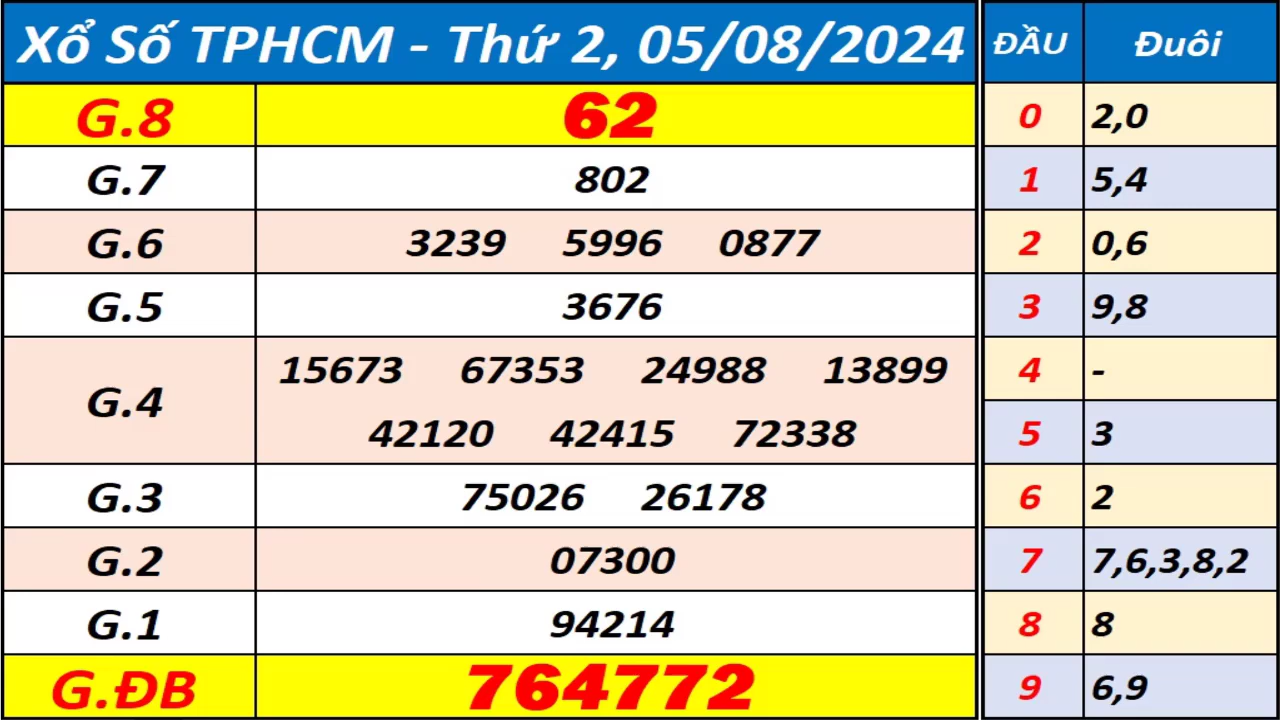 Xổ Số TPHCM - Thứ 2, 05/08/2024 ĐẦU Đuôi
G.8 62 0 2,0
G.7 802 1 5,4
G.6 3239 5996 0877 2 0,6
G.5 3676 3 9,8
G.4 15673 67353 24988 13899 4 -
42120 42415 72338 5 3
G.3 75026 26178 6 2
G.2 07300 7 7,6,3,8,2
G.1 94214 8 8
G.ĐB 764772 9 6,9